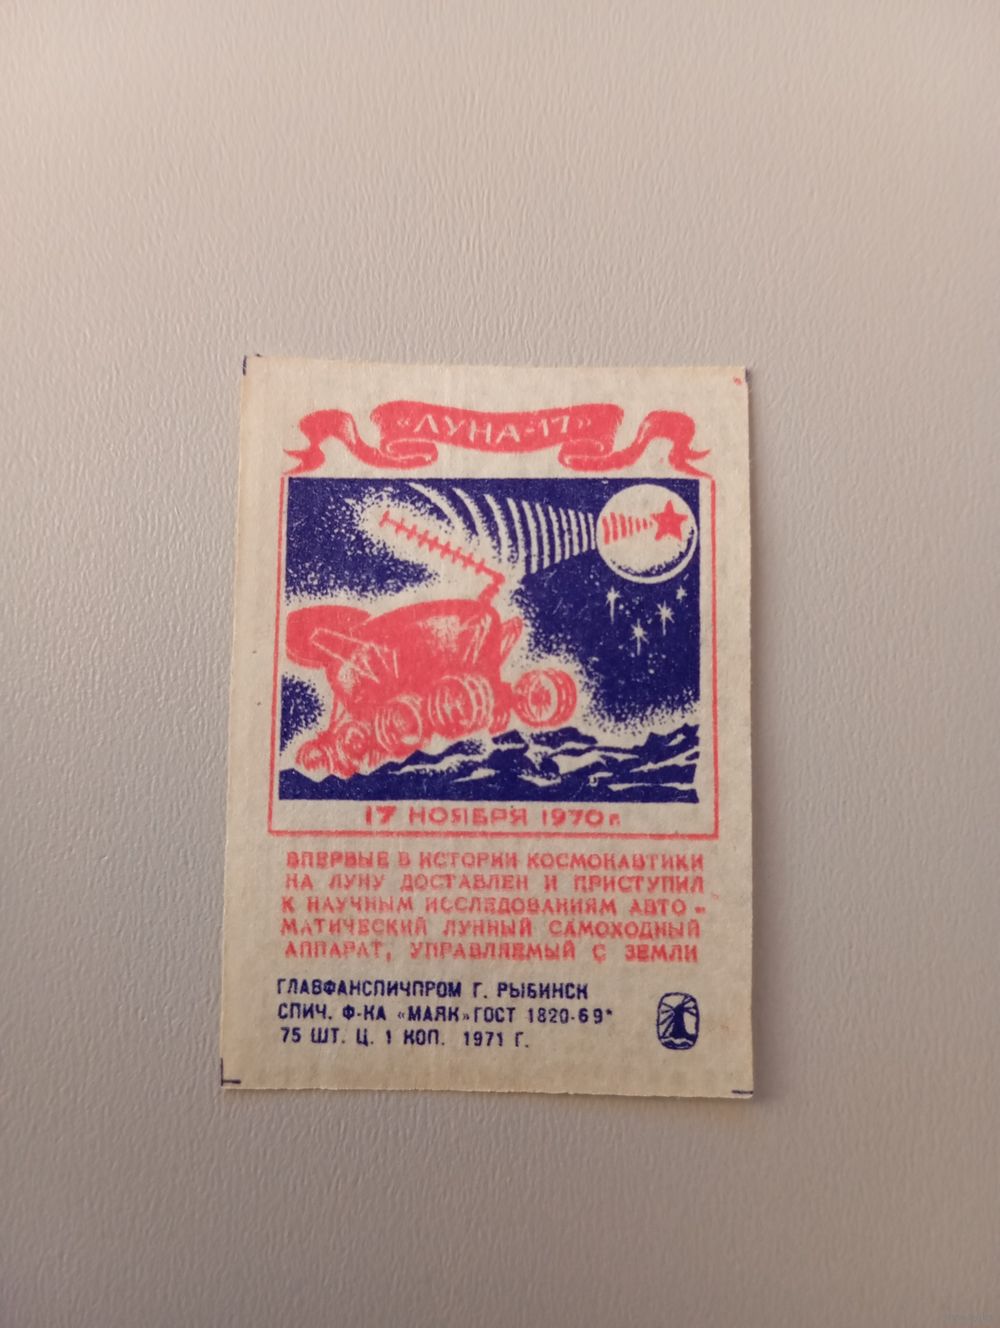 «ЛУНА-17»
17 НОЯБРЯ 1970 г.
ВПЕРВЫЕ В ИСТОРИИ КОСМОНАВТИКИ
НА ЛУНУ ДОСТАВЛЕН И ПРИСТУПИЛ
К НАУЧНЫМ ИССЛЕДОВАНИЯМ АВТО-
МАТИЧЕСКИЙ ЛУННЫЙ САМОХОДНЫЙ
АППАРАТ, УПРАВЛЯЕМЫЙ С ЗЕМЛИ
ГЛАВФАНСПИЧПРОМ Г. РЫБИНСК
СПИЧ. Ф-КА «МАЯК» ГОСТ 1820-69*
75 ШТ. Ц. 1 КОП. 1971 Г.